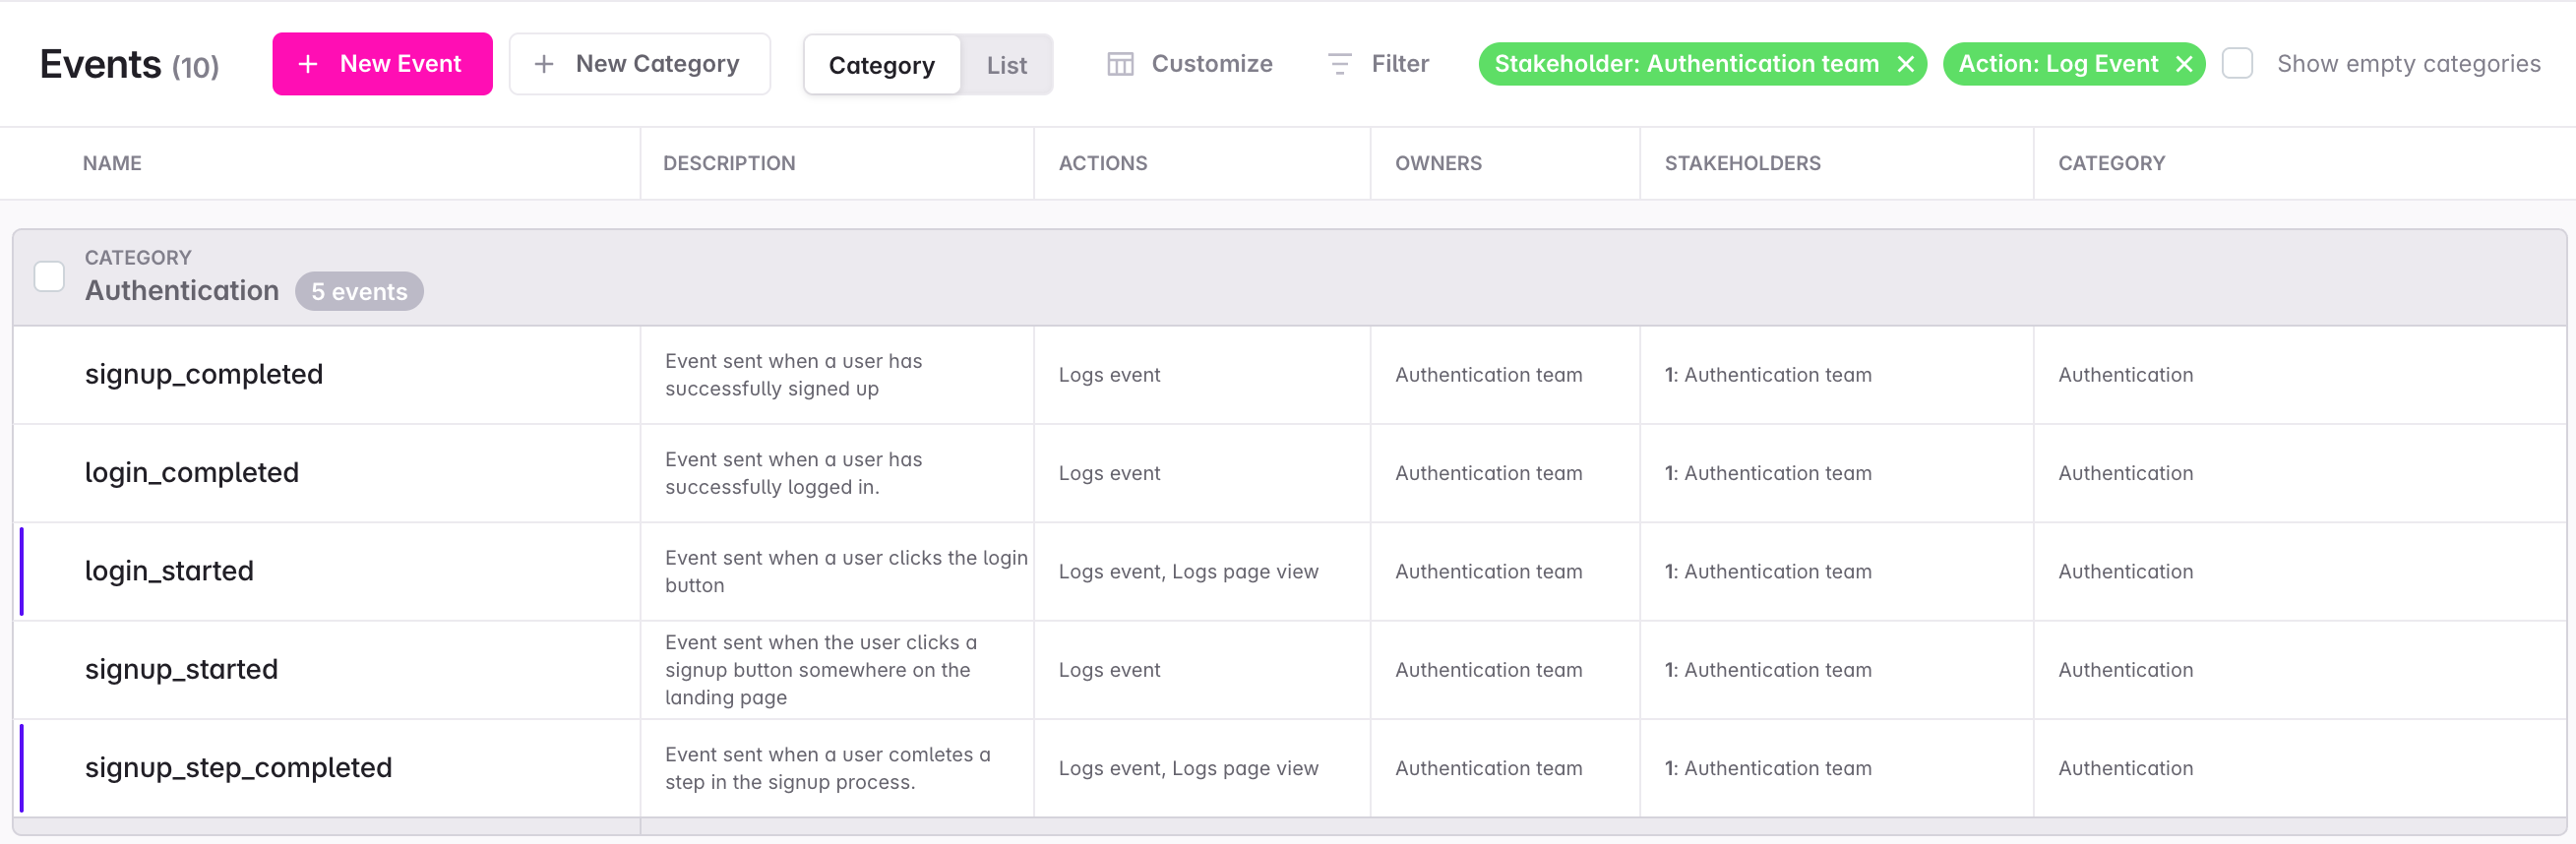 Events (10)
New Event
New Category
Category
List
Customize
Filter
Stakeholder: Authentication team ✕
Action: Log Event ✕
Show empty categories
NAME
DESCRIPTION
ACTIONS
OWNERS
STAKEHOLDERS
CATEGORY
CATEGORY
Authentication 5 events
signup_completed
Event sent when a user has
successfully signed up
Logs event
Authentication team
1: Authentication team
Authentication
login_completed
Event sent when a user has
successfully logged in.
Logs event
Authentication team
1: Authentication team
Authentication
login_started
Event sent when a user clicks the login
button
Logs event, Logs page view
Authentication team
1: Authentication team
Authentication
signup_started
Event sent when the user clicks a
signup button somewhere on the
landing page
Logs event
Authentication team
1: Authentication team
Authentication
signup_step_completed
Event sent when a user comletes a
step in the signup process.
Logs event, Logs page view
Authentication team
1: Authentication team
Authentication